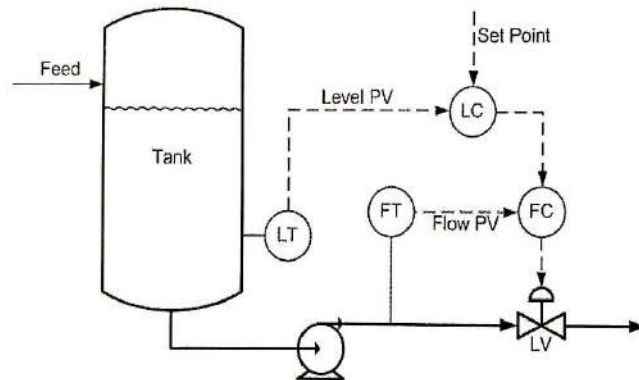 Set Point
Feed
Level PV
LC
Tank
LT
FT
Flow PV
FC
LV